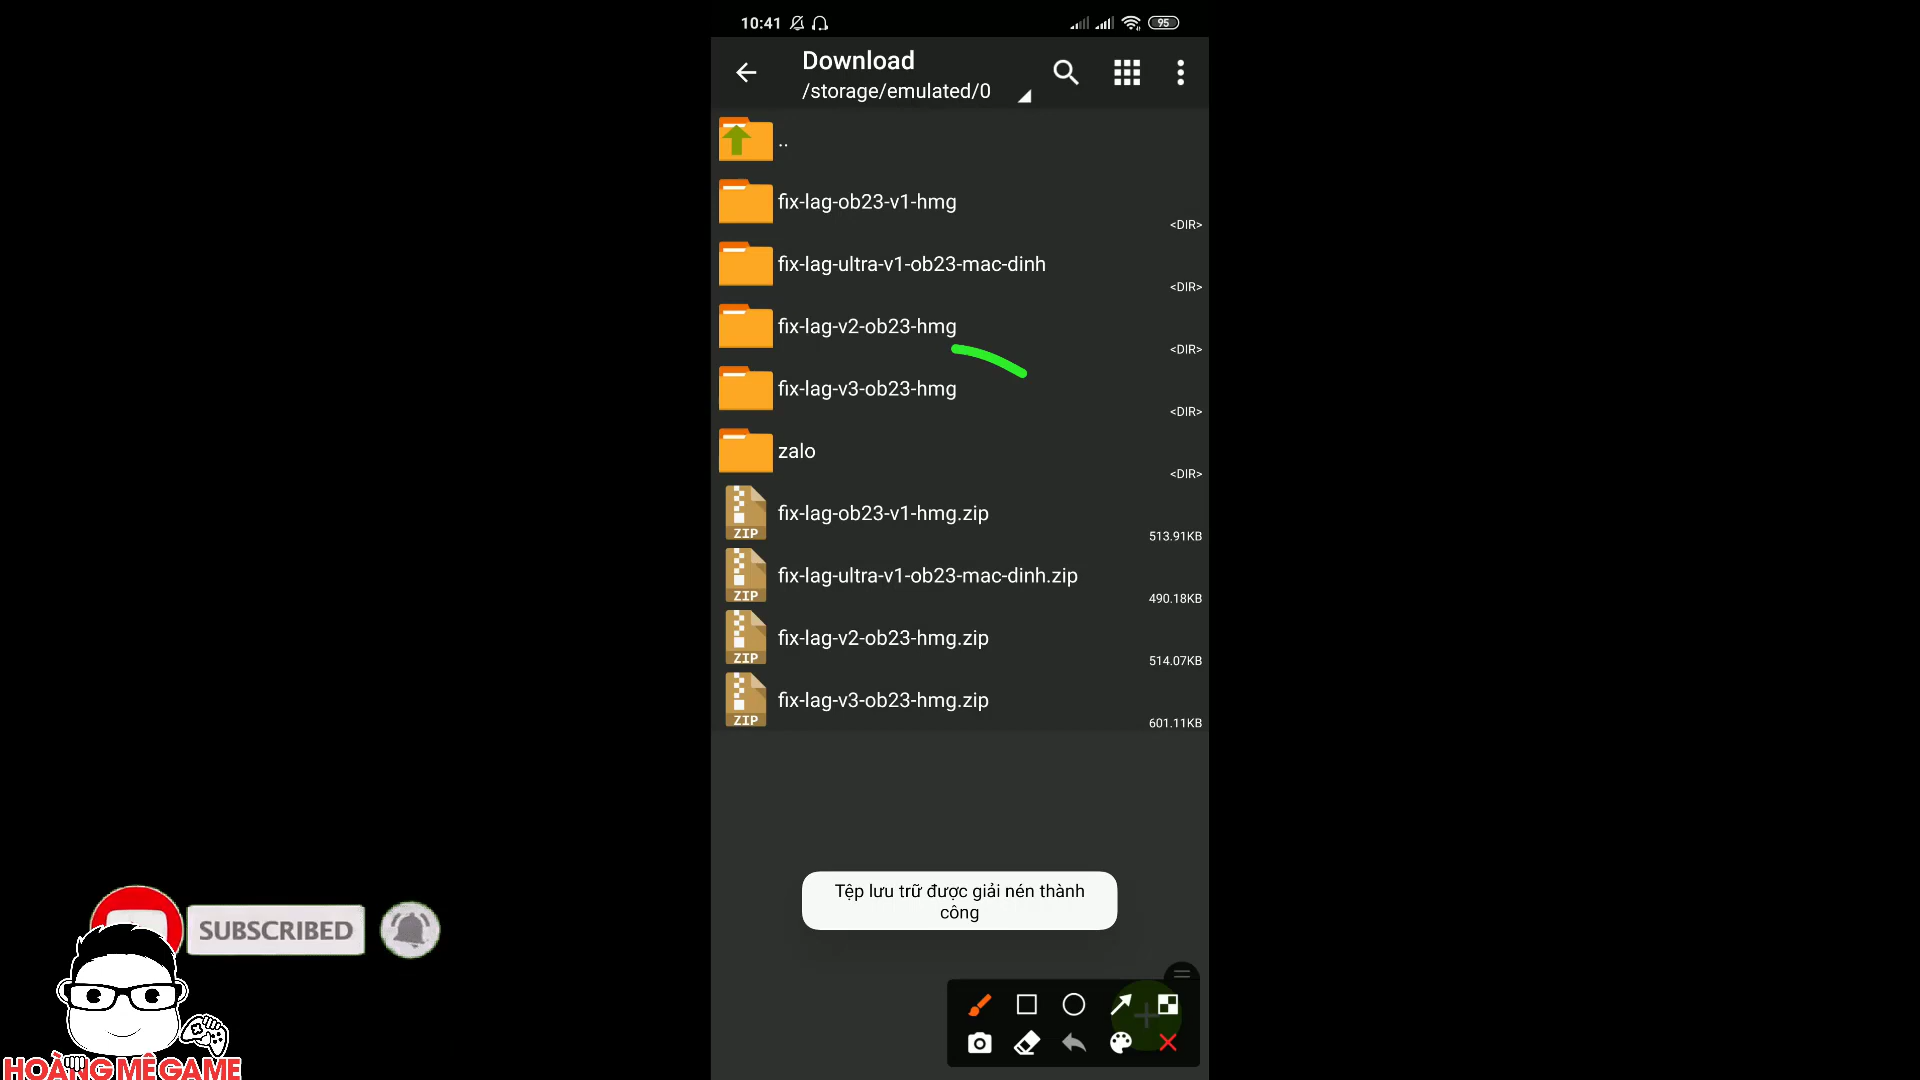 10:41
95
Download
/storage/emulated/0
..
fix-lag-ob23-v1-hmg
<DIR>
fix-lag-ultra-v1-ob23-mac-dinh
<DIR>
fix-lag-v2-ob23-hmg
<DIR>
fix-lag-v3-ob23-hmg
<DIR>
zalo
<DIR>
ZIP
fix-lag-ob23-v1-hmg.zip
513.91KB
ZIP
fix-lag-ultra-v1-ob23-mac-dinh.zip
490.18KB
ZIP
fix-lag-v2-ob23-hmg.zip
514.07KB
ZIP
fix-lag-v3-ob23-hmg.zip
601.11KB
Tệp lưu trữ được giải nén thành
công
SUBSCRIBED
HOÀNG MÊ GAME